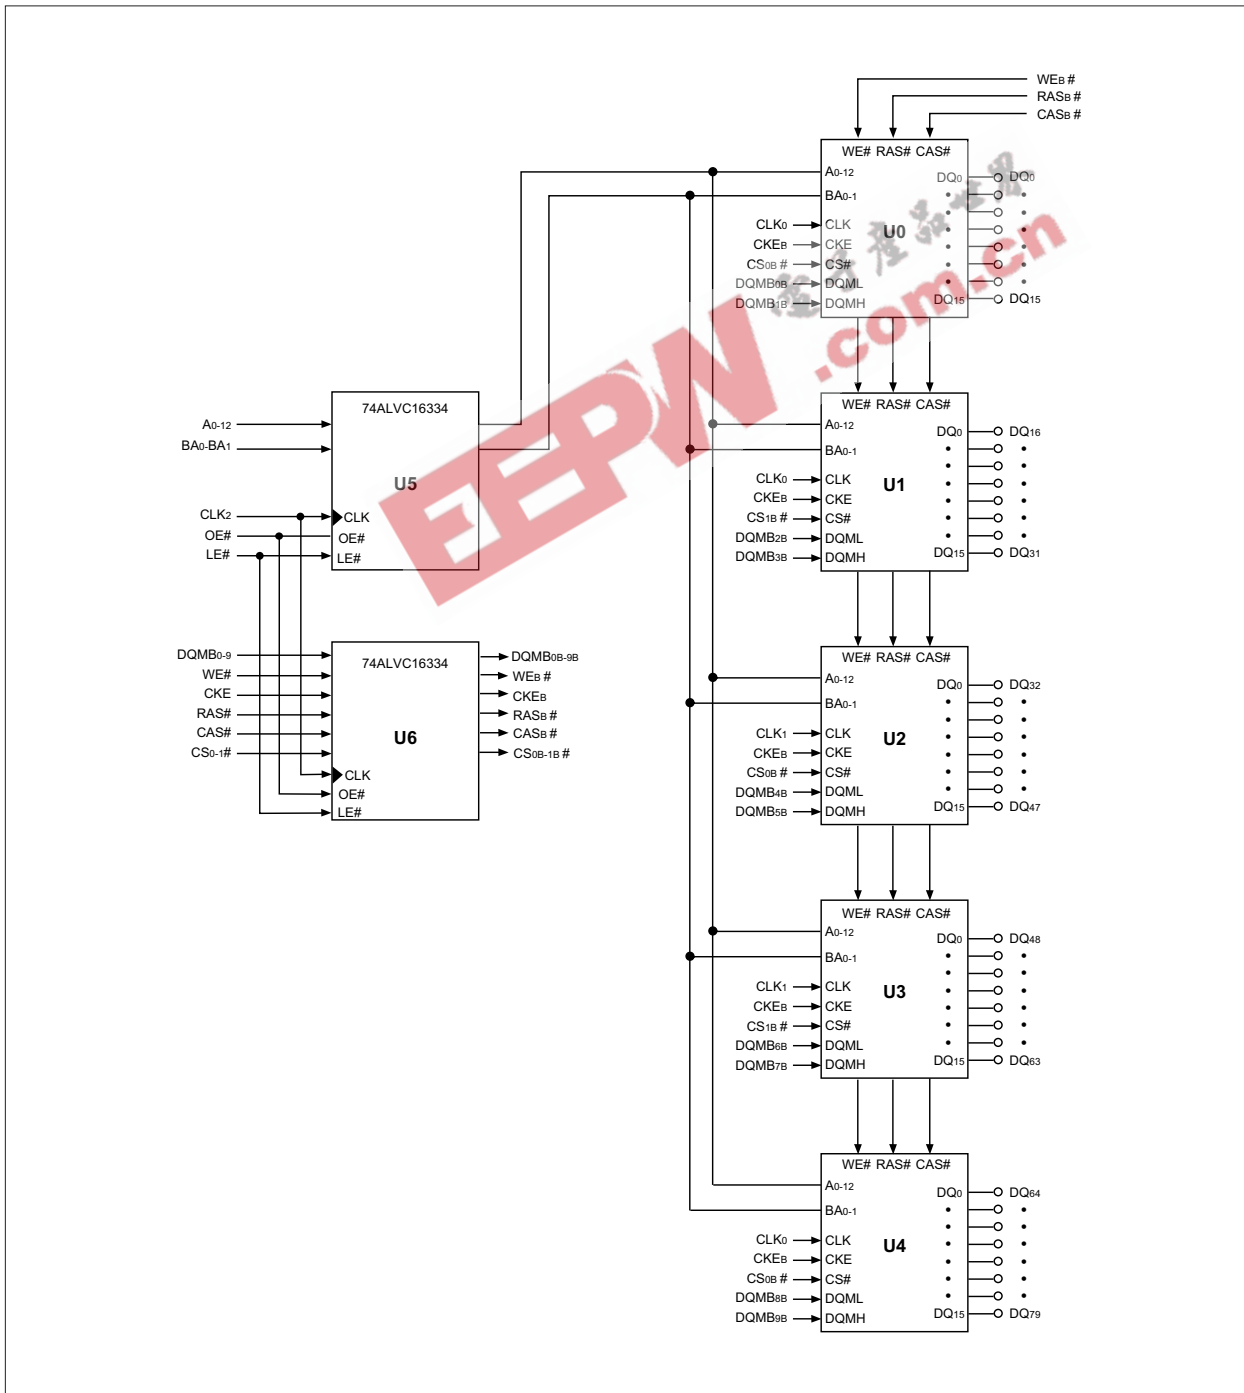 WEB #
RASB #
CASB #
WE# RAS# CAS#
A0-12
BA0-1
CLK0 CLK
CKEB CKE
CS0B # CS#
DQMB0B DQML
DQMB1B DQMH
U0
DQ0 DQ0
DQ15 DQ15
電子產品世界
EEPW .com.cn
WE# RAS# CAS#
A0-12
BA0-1
CLK0 CLK
CKEB CKE
CS1B # CS#
DQMB2B DQML
DQMB3B DQMH
U1
DQ0 DQ16
DQ15 DQ31
74ALVC16334
A0-12
BA0-BA1
U5
CLK2 CLK
OE# OE#
LE# LE#
74ALVC16334
DQMB0-9 DQMB0B-9B
WE# WEB #
CKE CKEB
RAS# RASB #
CAS# CASB #
CS0-1# CS0B-1B #
U6
CLK
OE#
LE#
WE# RAS# CAS#
A0-12
BA0-1
CLK1 CLK
CKEB CKE
CS0B # CS#
DQMB4B DQML
DQMB5B DQMH
U2
DQ0 DQ32
DQ15 DQ47
WE# RAS# CAS#
A0-12
BA0-1
CLK1 CLK
CKEB CKE
CS1B # CS#
DQMB6B DQML
DQMB7B DQMH
U3
DQ0 DQ48
DQ15 DQ63
WE# RAS# CAS#
A0-12
BA0-1
CLK0 CLK
CKEB CKE
CS0B # CS#
DQMB8B DQML
DQMB9B DQMH
U4
DQ0 DQ64
DQ15 DQ79